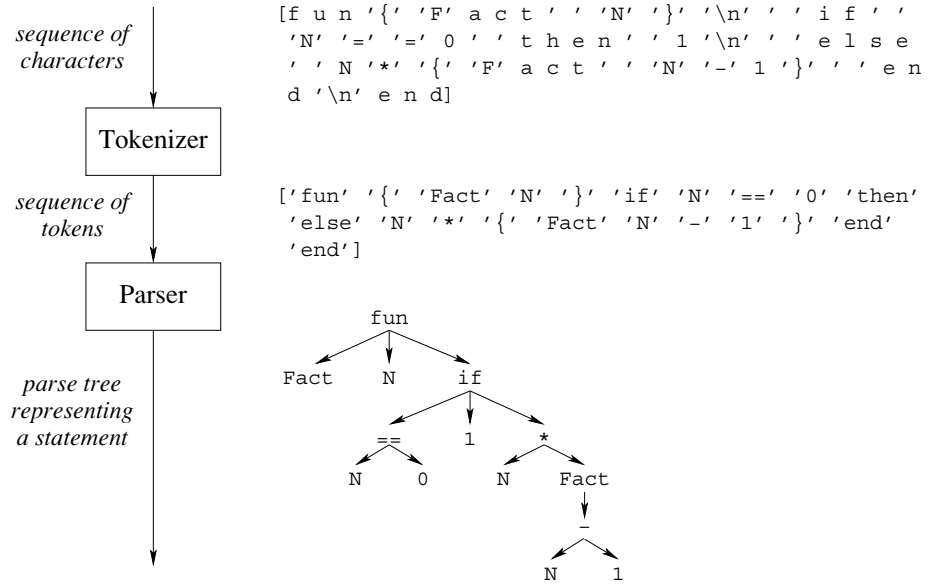 sequence of
characters
[f u n '{' 'F' a c t ' ' 'N' '}' '\n' ' ' i f ' '
'N' '=' '=' 0 ' ' t h e n ' ' 1 '\n' ' ' e l s e
' ' N '*' '{' 'F' a c t ' ' 'N' '-' 1 '}' ' ' e n
d '\n' e n d]
Tokenizer
sequence of
tokens
['fun' '{' 'Fact' 'N' '}' 'if' 'N' '==' '0' 'then'
'else' 'N' '*' '{' 'Fact' 'N' '-' '1' '}' 'end'
'end']
Parser
parse tree
representing
a statement
fun
Fact N if
== 1 *
N 0 N Fact
-
N 1